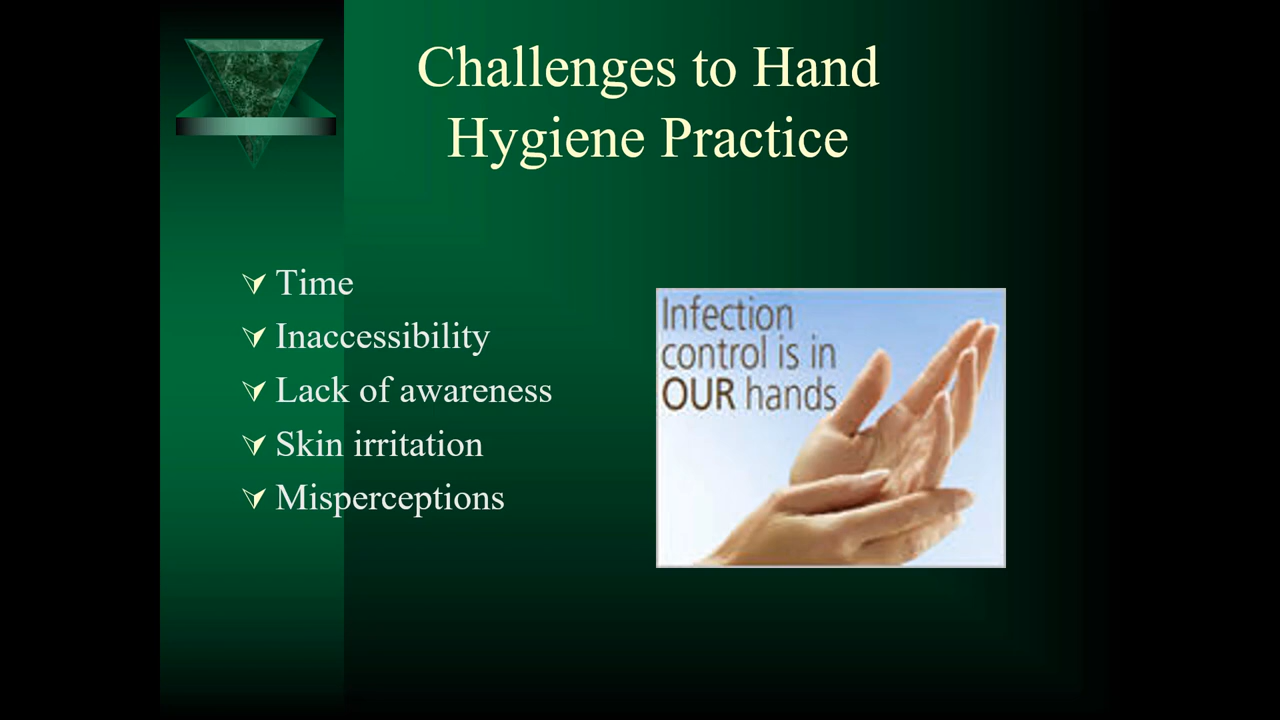 Challenges to Hand
Hygiene Practice
Time
Inaccessibility
Lack of awareness
Skin irritation
Misperceptions
Infection
control is in
OUR hands